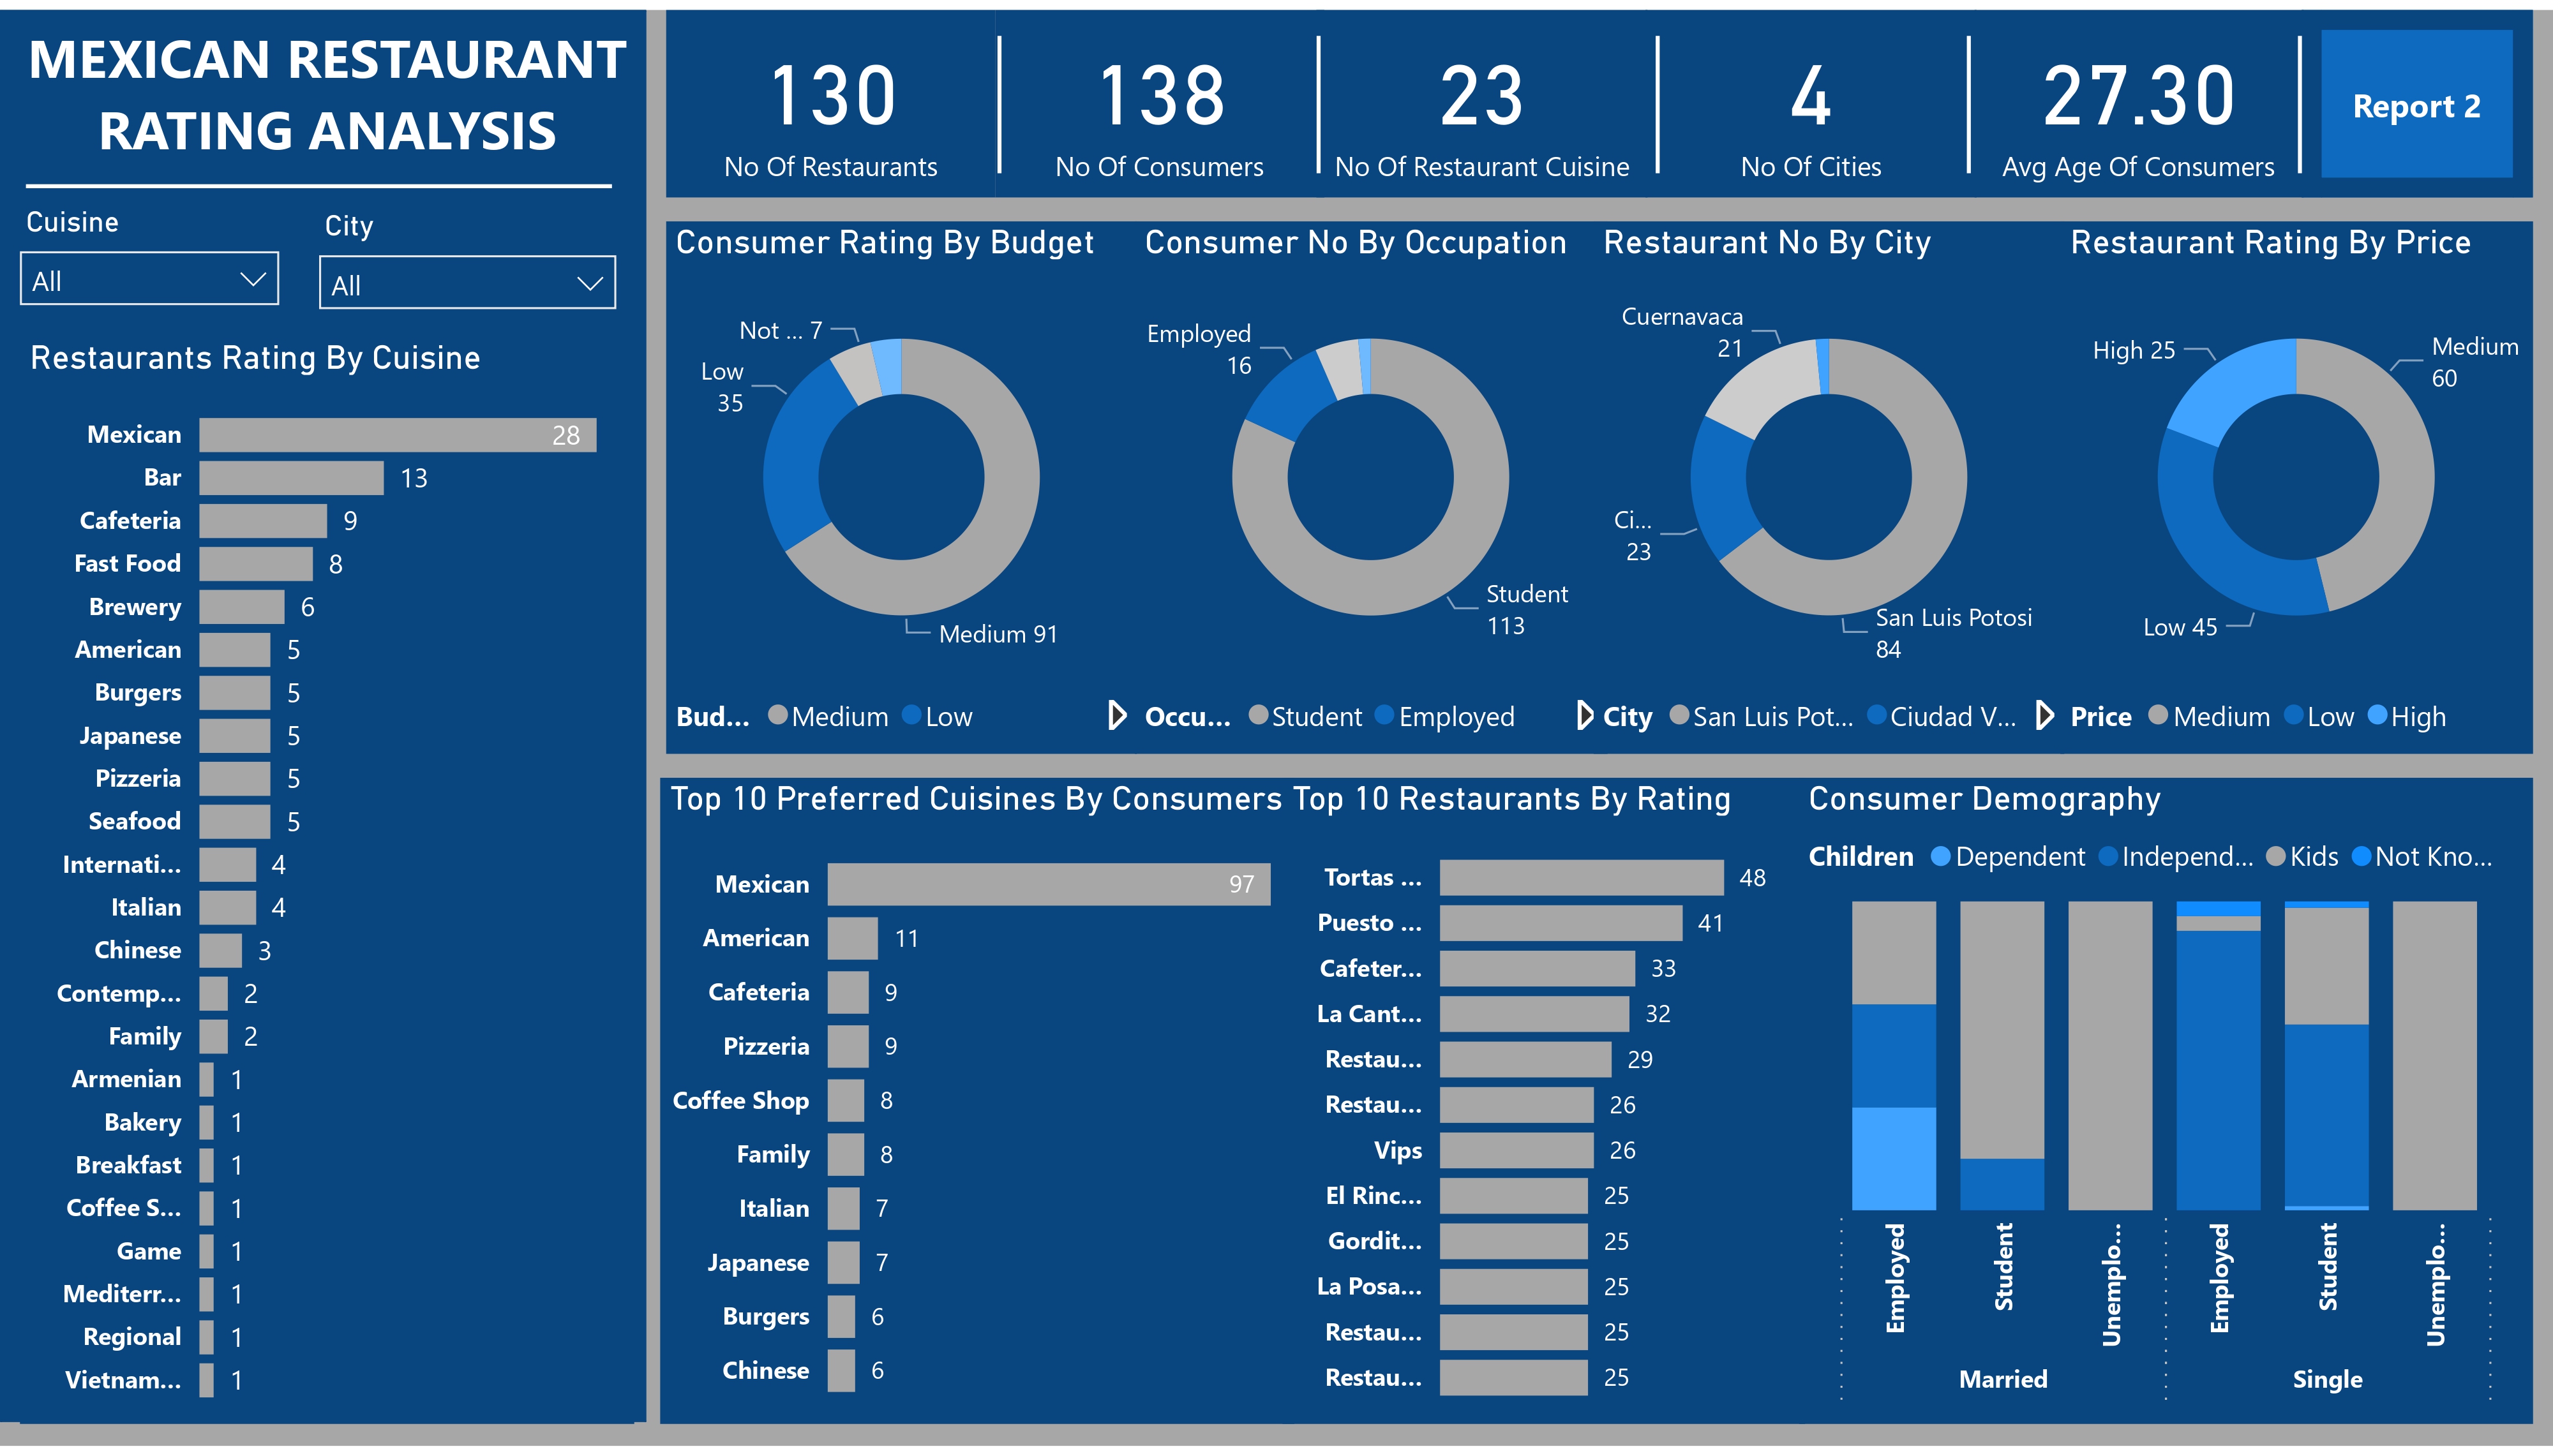 MEXICAN RESTAURANT
RATING ANALYSIS
Cuisine
City
All
All
Restaurants Rating By Cuisine
Mexican 28
Bar 13
Cafeteria 9
Fast Food 8
Brewery 6
American 5
Burgers 5
Japanese 5
Pizzeria 5
Seafood 5
Internati... 4
Italian 4
Chinese 3
Contemp... 2
Family 2
Armenian 1
Bakery 1
Breakfast 1
Coffee S... 1
Game 1
Mediterr... 1
Regional 1
Vietnam... 1
130
No Of Restaurants
138
No Of Consumers
23
No Of Restaurant Cuisine
4
No Of Cities
27.30
Avg Age Of Consumers
Report 2
Consumer Rating By Budget
Not ... 7
Low
35
Medium 91
Bud... Medium Low
Consumer No By Occupation
Employed
16
Student
113
Occu... Student Employed
Restaurant No By City
Cuernavaca
21
Ci...
23
San Luis Potosi
84
City San Luis Pot... Ciudad V...
Restaurant Rating By Price
High 25
Medium
60
Low 45
Price Medium Low High
Top 10 Preferred Cuisines By Consumers
Mexican 97
American 11
Cafeteria 9
Pizzeria 9
Coffee Shop 8
Family 8
Italian 7
Japanese 7
Burgers 6
Chinese 6
Top 10 Restaurants By Rating
Tortas ... 48
Puesto ... 41
Cafeter... 33
La Cant... 32
Restau... 29
Restau... 26
Vips 26
El Rinc... 25
Gordit... 25
La Posa... 25
Restau... 25
Restau... 25
Consumer Demography
Children Dependent Independ... Kids Not Kno...
Employed
Student
Unemplo...
Employed
Student
Unemplo...
Married
Single